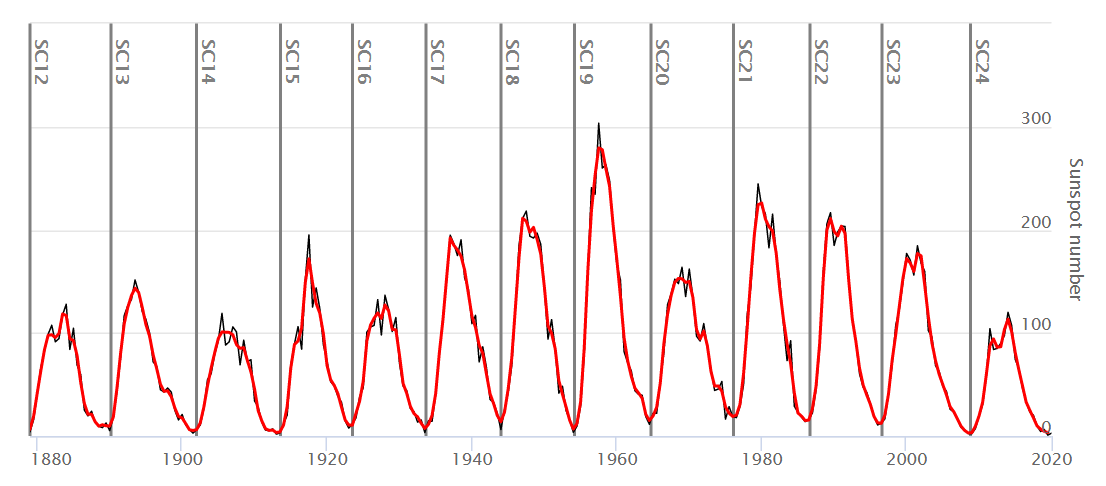 SC12
SC13
SC14
SC15
SC16
SC17
SC18
SC19
SC20
SC21
SC22
SC23
SC24
300
200
100
0
Sunspot number
1880
1900
1920
1940
1960
1980
2000
2020